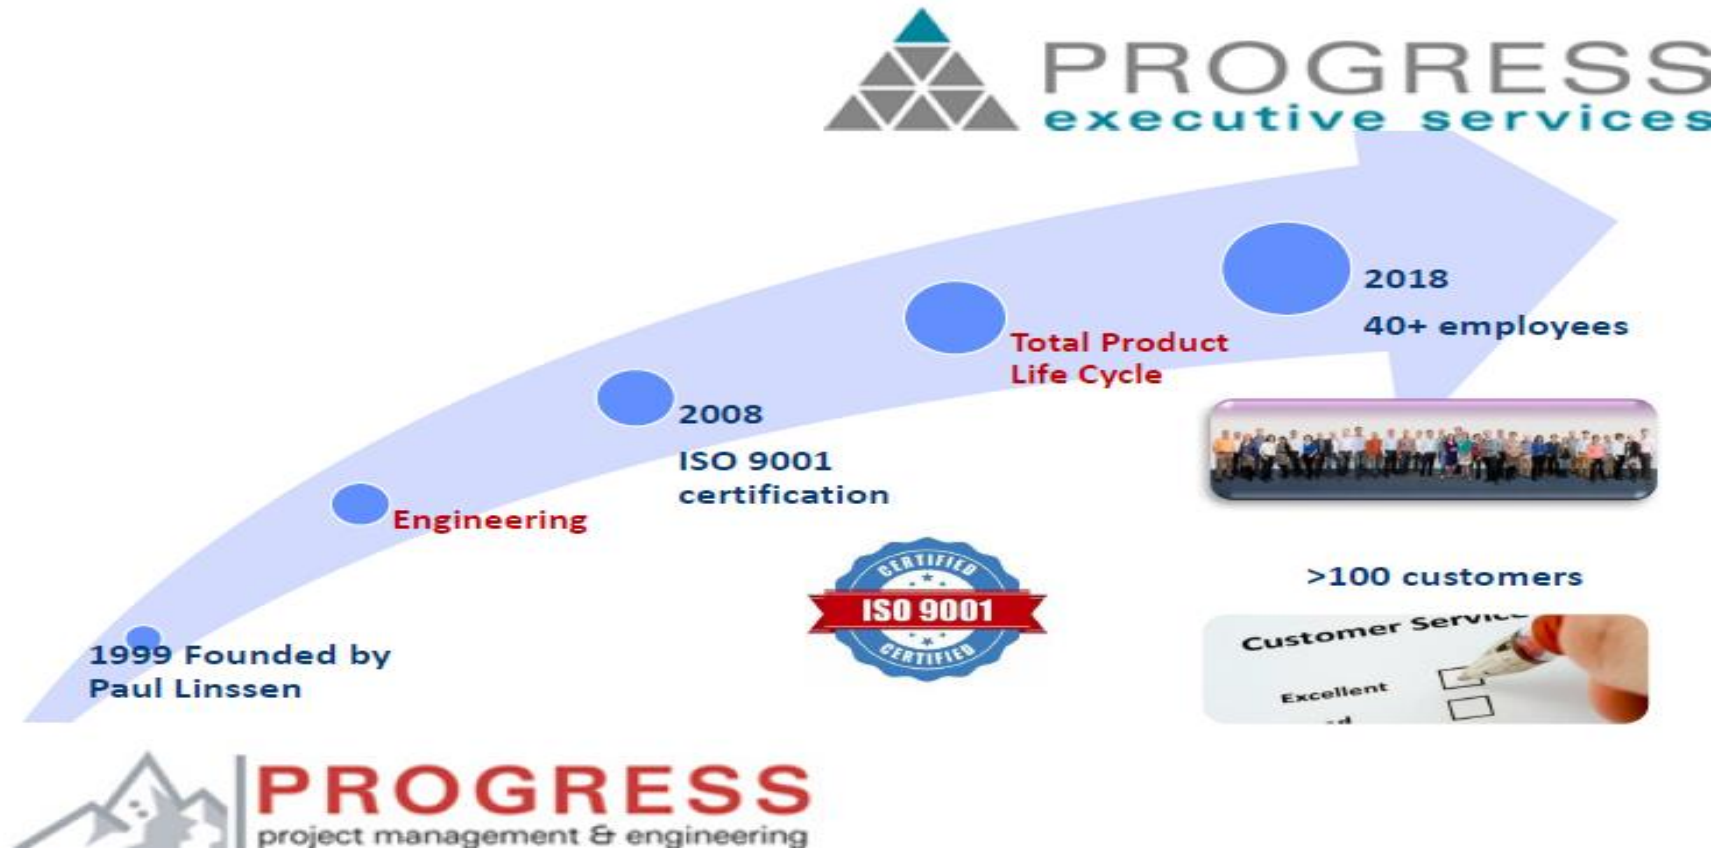 PROGRESS
executive services
2018
40+ employees
Total Product
Life Cycle
2008
ISO 9001
certification
Engineering
1999 Founded by
Paul Linssen
CERTIFIED
ISO 9001
CERTIFIED
>100 customers
Customer Service
Excellent
PROGRESS
project management & engineering